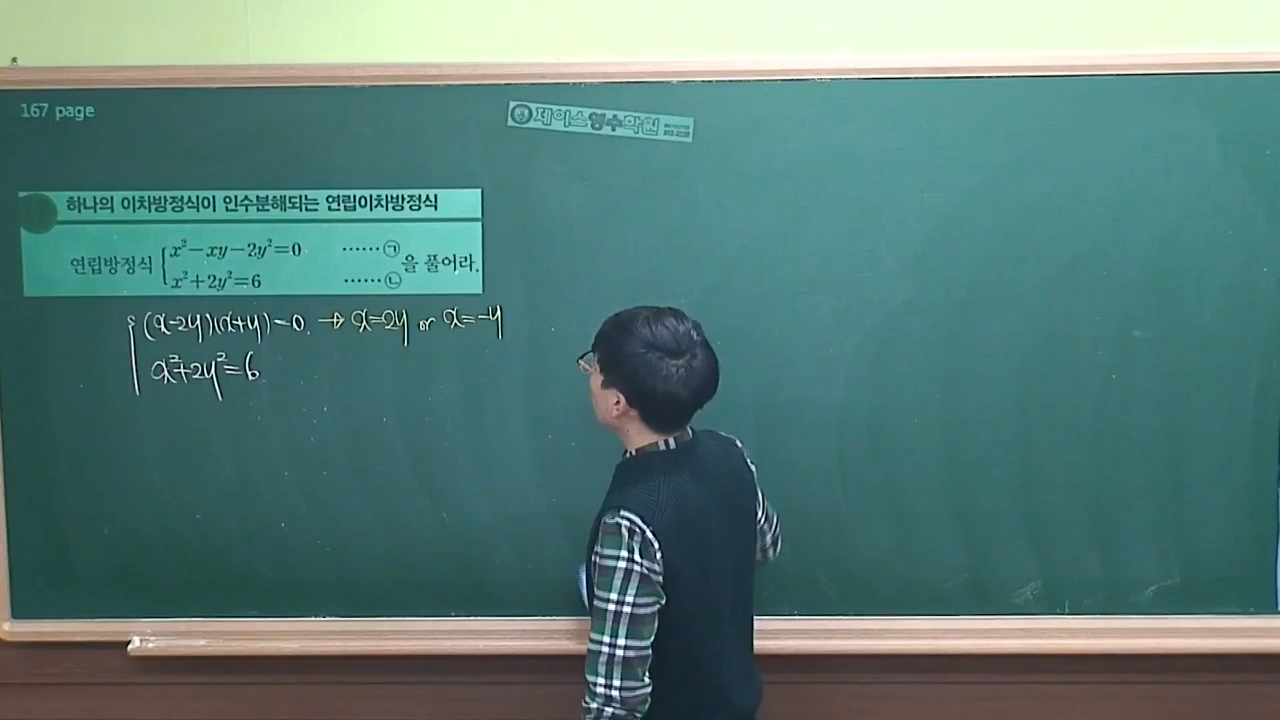 167 page
제이스영수학원
하나의 이차방정식이 인수분해되는 연립이차방정식
연립방정식 { x²-xy-2y²=0 ······㉠
x²+2y²=6 ······㉡ 을 풀어라.
(x-2y)(x+y)=0. → x=2y or x=-y
x²+2y²=6